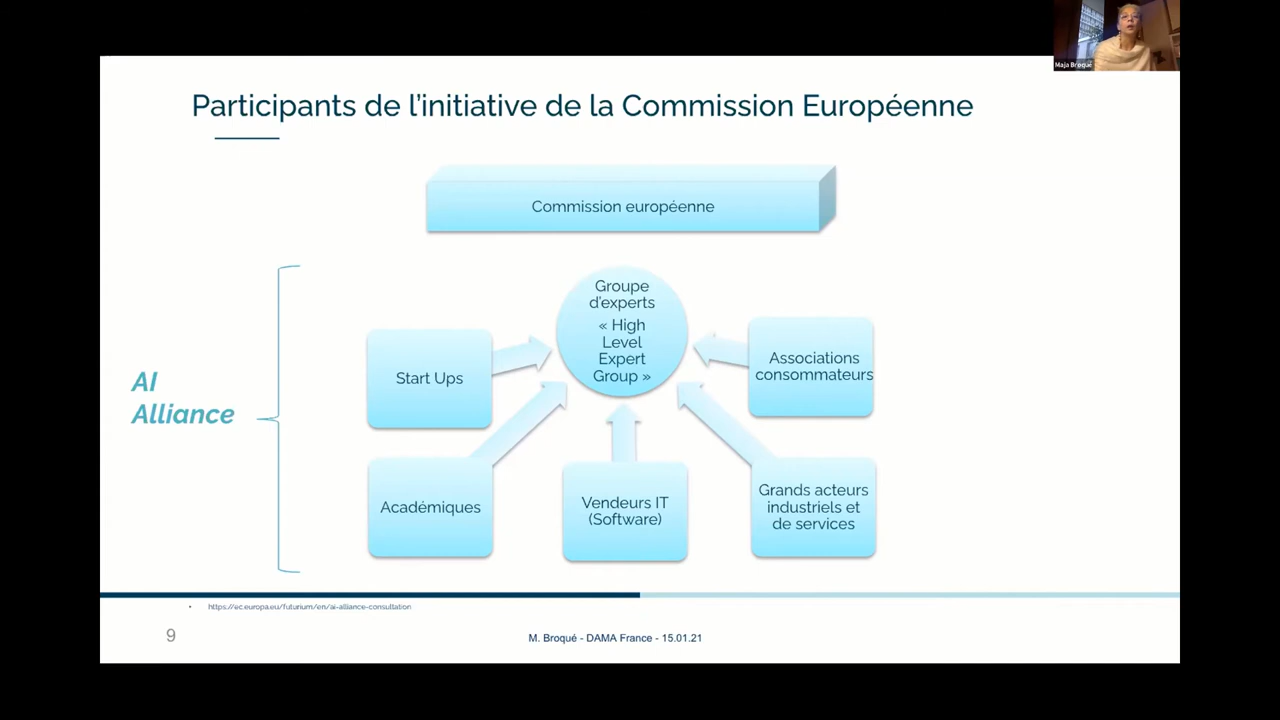 Maja Broqué
Participants de l'initiative de la Commission Européenne
Commission européenne
Groupe
d'experts
« High
Level
Expert
Group »
Start Ups
Associations
consommateurs
AI
Alliance
Académiques
Vendeurs IT
(Software)
Grands acteurs
industriels et
de services
• https://ec.europa.eu/futurium/en/ai-alliance-consultation
9
M. Broqué - DAMA France - 15.01.21